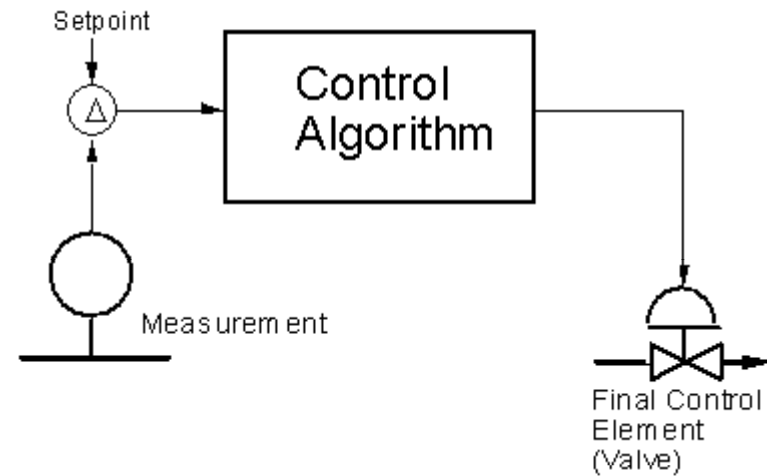 Setpoint
Δ
Control
Algorithm
Measurement
Final Control
Element
(Valve)